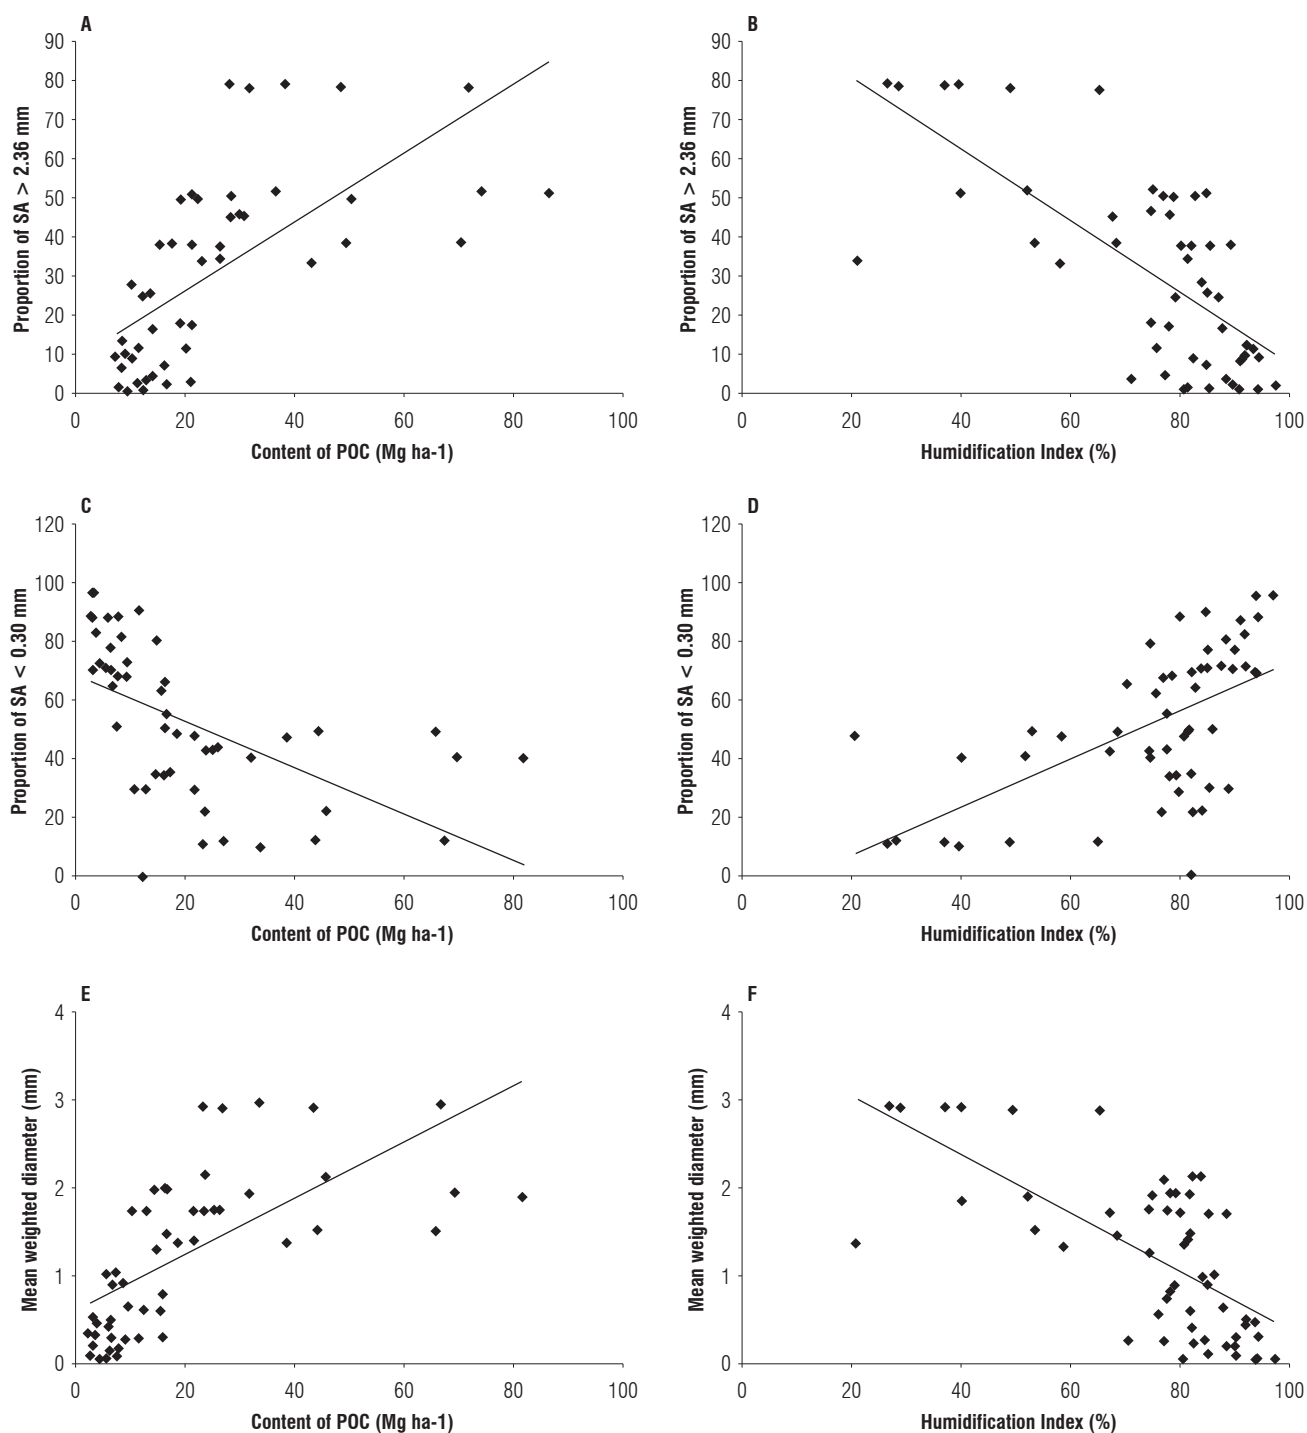 A
90
80
70
60
50
40
30
20
10
0
Proportion of SA > 2.36 mm
0 20 40 60 80 100
Content of POC (Mg ha-1)
B
90
80
70
60
50
40
30
20
10
0
Proportion of SA > 2.36 mm
0 20 40 60 80 100
Humidification Index (%)
C
120
100
80
60
40
20
0
Proportion of SA < 0.30 mm
0 20 40 60 80 100
Content of POC (Mg ha-1)
D
120
100
80
60
40
20
0
Proportion of SA < 0.30 mm
0 20 40 60 80 100
Humidification Index (%)
E
4
3
2
1
0
Mean weighted diameter (mm)
0 20 40 60 80 100
Content of POC (Mg ha-1)
F
4
3
2
1
0
Mean weighted diameter (mm)
0 20 40 60 80 100
Humidification Index (%)